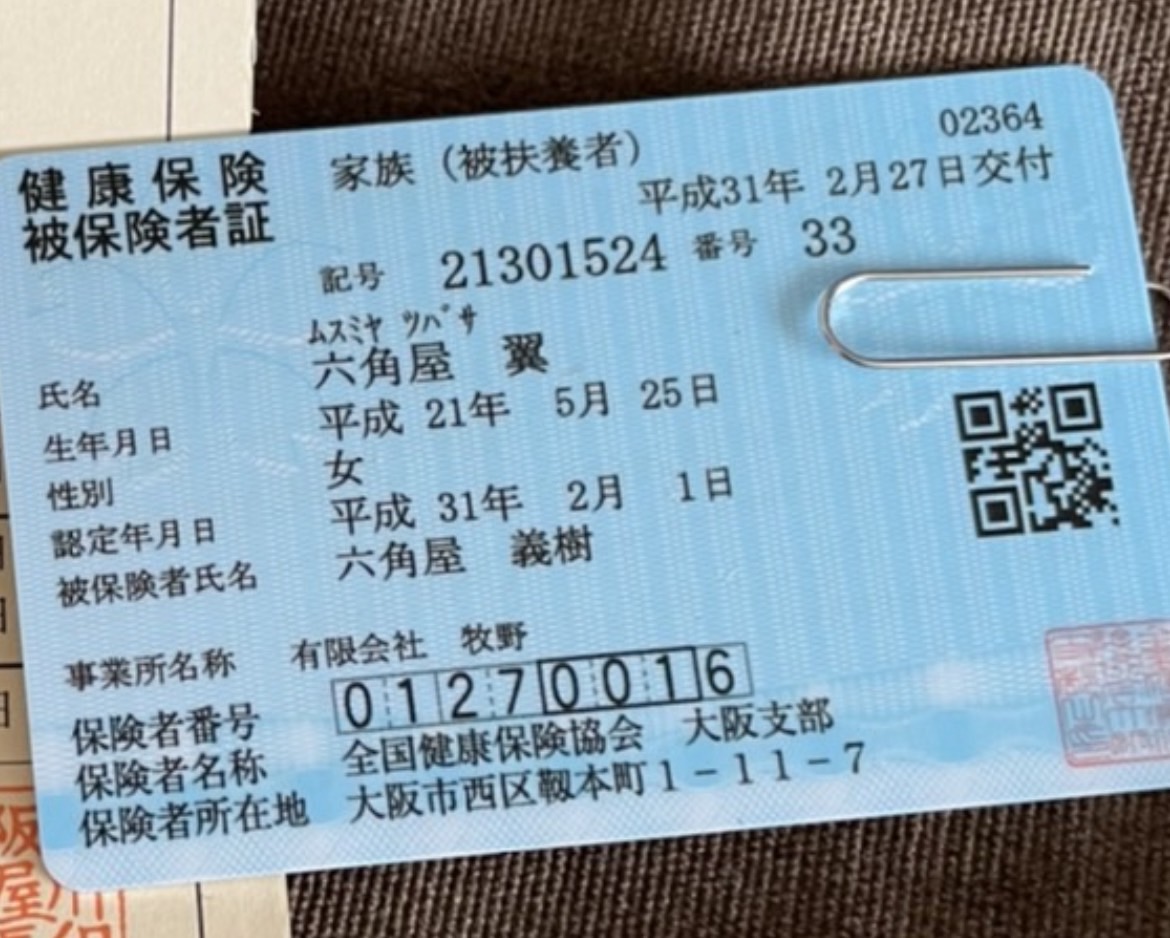 健康保険
被保険者証
家族（被扶養者）
02364
平成31年 2月27日交付
記号 21301524 番号 33
ﾑｽﾐﾔ ﾂﾊﾞｻ
氏名 六角屋 翼
生年月日 平成 21年 5月 25日
性別 女
認定年月日 平成 31年 2月 1日
被保険者氏名 六角屋 義樹
事業所名称 有限会社 牧野
保険者番号 01270016
保険者名称 全国健康保険協会 大阪支部
保険者所在地 大阪市西区靱本町1－11－7